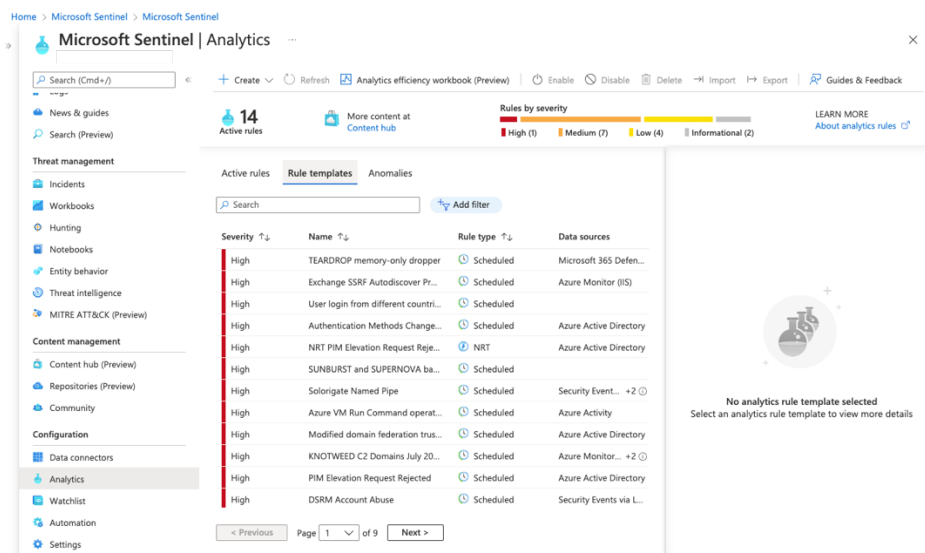 Home > Microsoft Sentinel > Microsoft Sentinel
Microsoft Sentinel | Analytics ...
Search (Cmd+/)
Create
Refresh
Analytics efficiency workbook (Preview)
Enable
Disable
Delete
Import
Export
Guides & Feedback
Logs
News & guides
Search (Preview)
Threat management
Incidents
Workbooks
Hunting
Notebooks
Entity behavior
Threat intelligence
MITRE ATT&CK (Preview)
Content management
Content hub (Preview)
Repositories (Preview)
Community
Configuration
Data connectors
Analytics
Watchlist
Automation
Settings
14
Active rules
More content at
Content hub
Rules by severity
High (1)
Medium (7)
Low (4)
Informational (2)
LEARN MORE
About analytics rules
Active rules
Rule templates
Anomalies
Search
Add filter
Severity ↑↓ Name ↑↓ Rule type ↑↓ Data sources
High TEARDROP memory-only dropper Scheduled Microsoft 365 Defen...
High Exchange SSRF Autodiscover Pr... Scheduled Azure Monitor (IIS)
High User login from different countri... Scheduled
High Authentication Methods Change... Scheduled Azure Active Directory
High NRT PIM Elevation Request Reje... NRT Azure Active Directory
High SUNBURST and SUPERNOVA ba... Scheduled
High Solorigate Named Pipe Scheduled Security Event... +2
High Azure VM Run Command operat... Scheduled Azure Activity
High Modified domain federation trus... Scheduled Azure Active Directory
High KNOTWEED C2 Domains July 20... Scheduled Azure Monitor... +2
High PIM Elevation Request Rejected Scheduled Azure Active Directory
High DSRM Account Abuse Scheduled Security Events via L...
< Previous Page 1 of 9 Next >
No analytics rule template selected
Select an analytics rule template to view more details